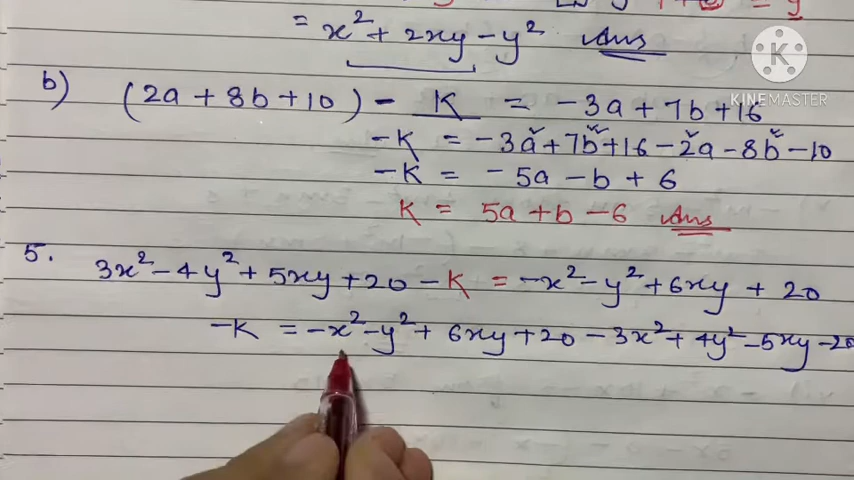 = x² + 2xy - y² Ans
KINEMASTER
b) (2a + 8b + 10) - K = -3a + 7b + 16
-K = -3a + 7b + 16 - 2a - 8b - 10
-K = -5a - b + 6
K = 5a + b - 6 Ans
5. 3x² - 4y² + 5xy + 20 - K = -x² - y² + 6xy + 20
-K = -x² - y² + 6xy + 20 - 3x² + 4y² - 5xy - 20